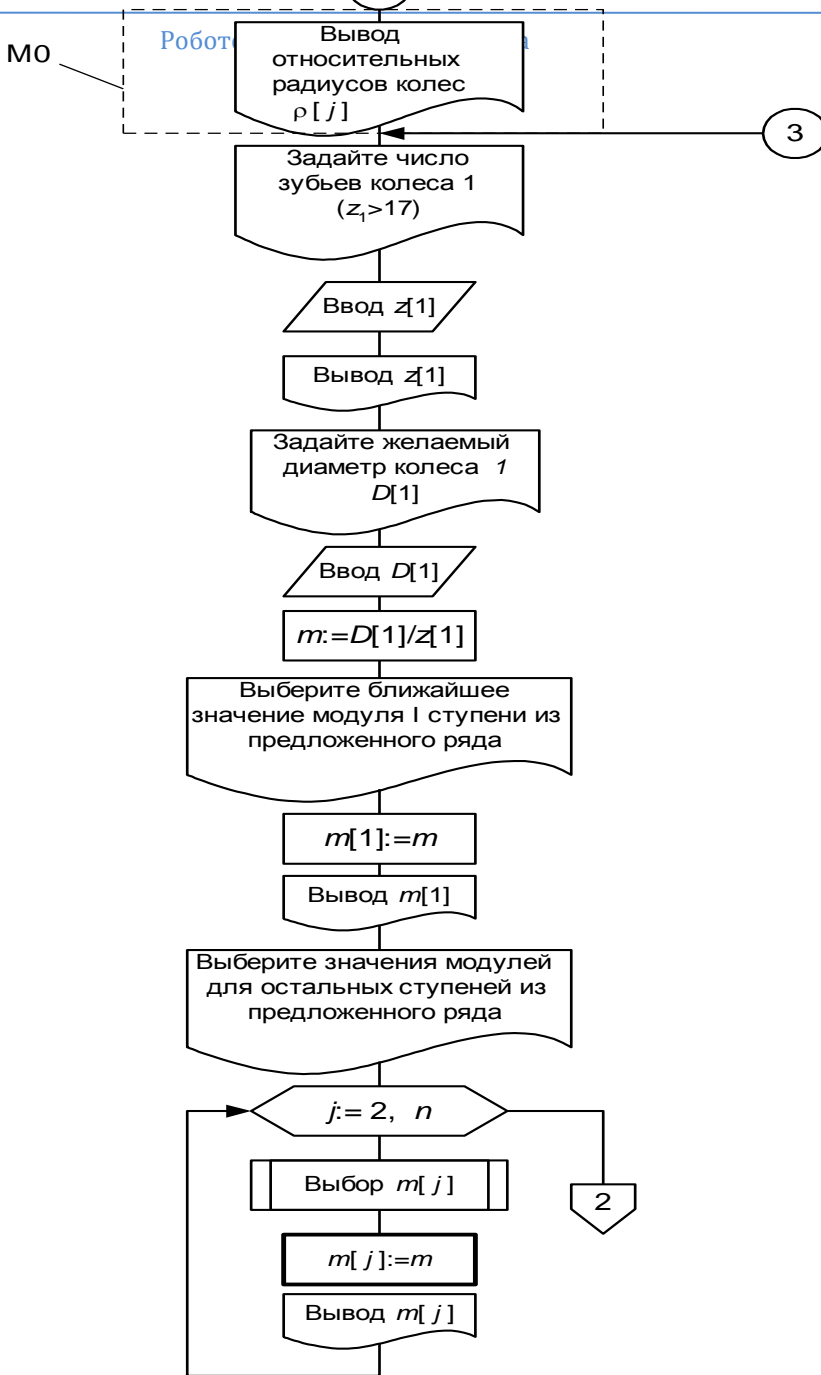 Робот
Вывод
относительных
радиусов колес
ρ[ j ]
М0
3
Задайте число
зубьев колеса 1
(z₁>17)
Ввод z[1]
Вывод z[1]
Задайте желаемый
диаметр колеса 1
D[1]
Ввод D[1]
m:=D[1]/z[1]
Выберите ближайшее
значение модуля I ступени из
предложенного ряда
m[1]:=m
Вывод m[1]
Выберите значения модулей
для остальных ступеней из
предложенного ряда
j:= 2, n
Выбор m[ j ]
2
m[ j ]:=m
Вывод m[ j ]